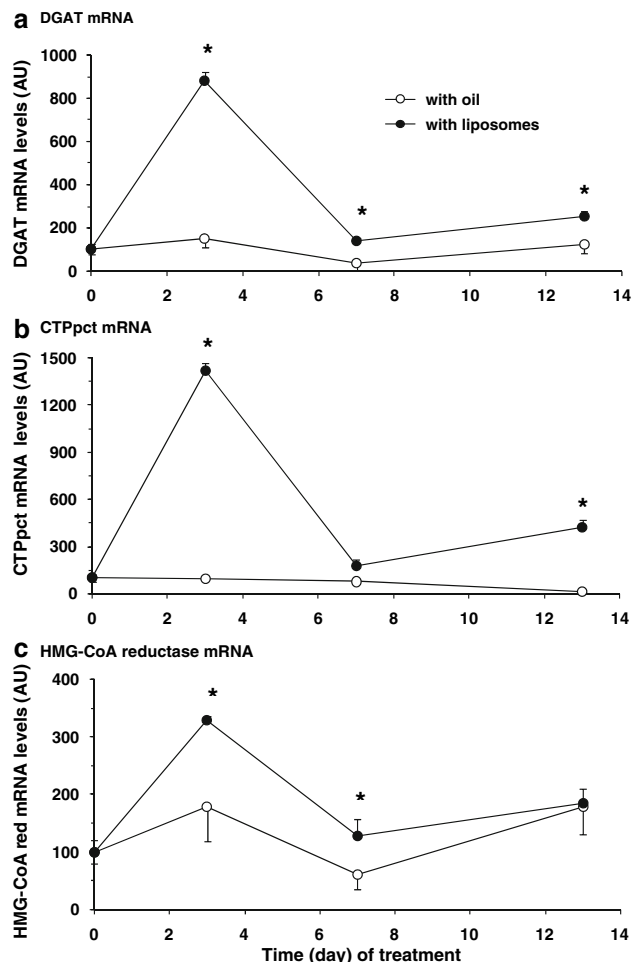 a DGAT mRNA
DGAT mRNA levels (AU)
1000
800
600
400
200
0
*
*
*
with oil
with liposomes
0 2 4 6 8 10 12 14
b CTPpct mRNA
CTPpct mRNA levels (AU)
1500
1200
900
600
300
0
*
*
0 2 4 6 8 10 12 14
c HMG-CoA reductase mRNA
HMG-CoA red mRNA levels (AU)
400
300
200
100
0
*
*
0 2 4 6 8 10 12 14
Time (day) of treatment